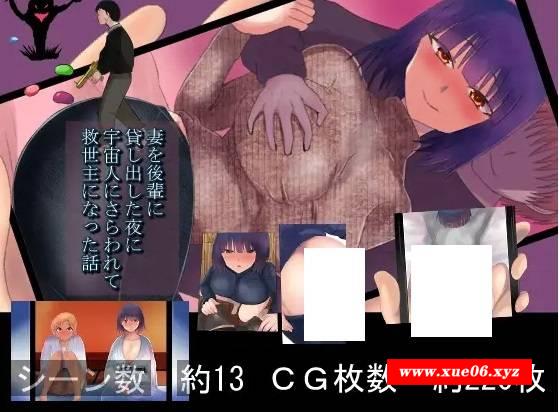 妻を後輩に
貸し出した夜に
宇宙人にさらわれて
救世主になった話
シーン数 約13 ＣＧ枚数
www.xue06.xyz